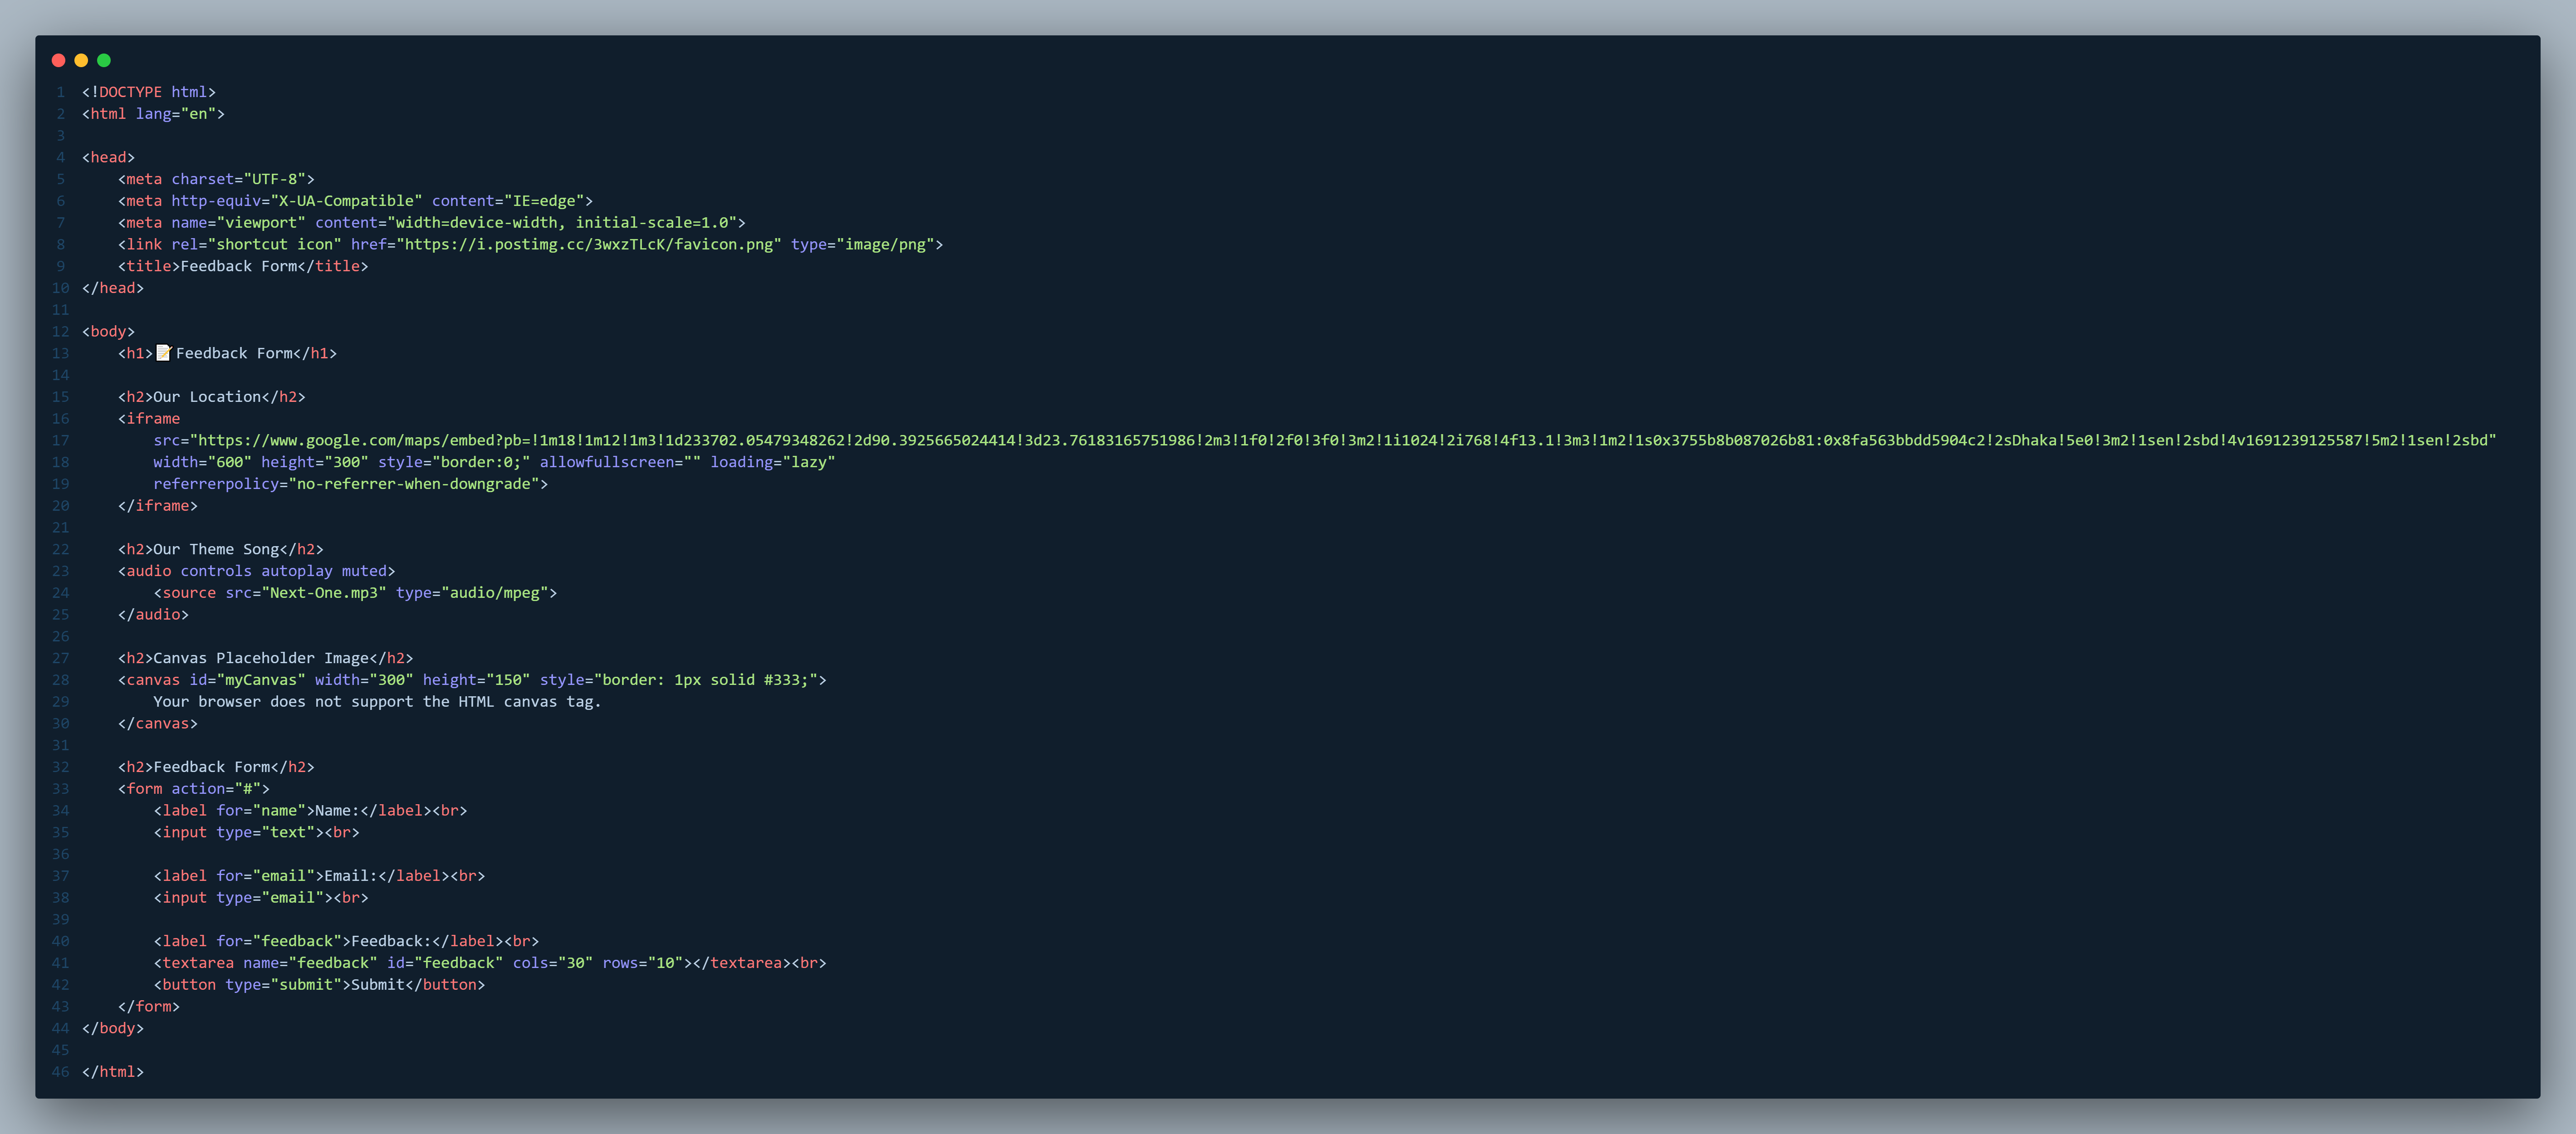 1 <!DOCTYPE html>
2 <html lang="en">
3
4 <head>
5     <meta charset="UTF-8">
6     <meta http-equiv="X-UA-Compatible" content="IE=edge">
7     <meta name="viewport" content="width=device-width, initial-scale=1.0">
8     <link rel="shortcut icon" href="https://i.postimg.cc/3wxzTLcK/favicon.png" type="image/png">
9     <title>Feedback Form</title>
10 </head>
11
12 <body>
13     <h1>📝Feedback Form</h1>
14
15     <h2>Our Location</h2>
16     <iframe
17         src="https://www.google.com/maps/embed?pb=!1m18!1m12!1m3!1d233702.05479348262!2d90.3925665024414!3d23.76183165751986!2m3!1f0!2f0!3f0!3m2!1i1024!2i768!4f13.1!3m3!1m2!1s0x3755b8b087026b81:0x8fa563bbdd5904c2!2sDhaka!5e0!3m2!1sen!2sbd!4v1691239125587!5m2!1sen!2sbd"
18         width="600" height="300" style="border:0;" allowfullscreen="" loading="lazy"
19         referrerpolicy="no-referrer-when-downgrade">
20     </iframe>
21
22     <h2>Our Theme Song</h2>
23     <audio controls autoplay muted>
24         <source src="Next-One.mp3" type="audio/mpeg">
25     </audio>
26
27     <h2>Canvas Placeholder Image</h2>
28     <canvas id="myCanvas" width="300" height="150" style="border: 1px solid #333;">
29         Your browser does not support the HTML canvas tag.
30     </canvas>
31
32     <h2>Feedback Form</h2>
33     <form action="#">
34         <label for="name">Name:</label><br>
35         <input type="text"><br>
36
37         <label for="email">Email:</label><br>
38         <input type="email"><br>
39
40         <label for="feedback">Feedback:</label><br>
41         <textarea name="feedback" id="feedback" cols="30" rows="10"></textarea><br>
42         <button type="submit">Submit</button>
43     </form>
44 </body>
45
46 </html>